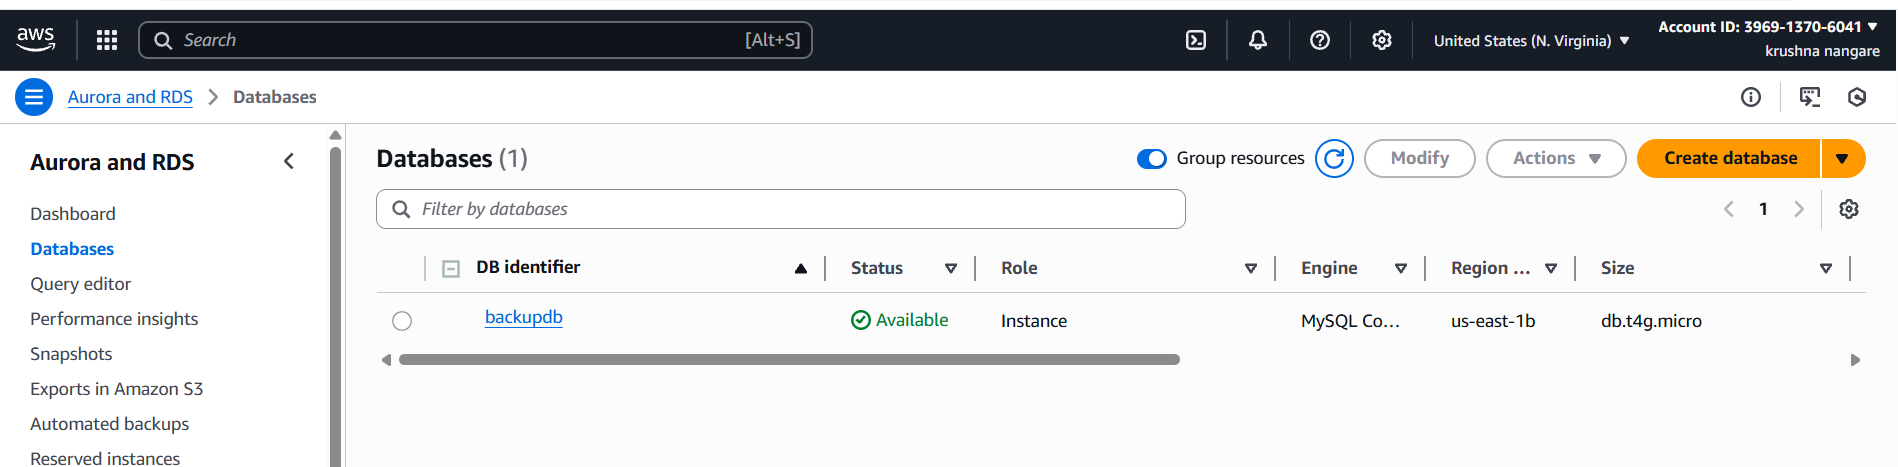 aws
Search [Alt+S]
United States (N. Virginia)
Account ID: 3969-1370-6041
krushna nangare
Aurora and RDS > Databases
Aurora and RDS
Dashboard
Databases
Query editor
Performance insights
Snapshots
Exports in Amazon S3
Automated backups
Reserved instances
Databases (1)
Group resources
Modify
Actions
Create database
Filter by databases
1
DB identifier Status Role Engine Region ... Size
backupdb Available Instance MySQL Co... us-east-1b db.t4g.micro